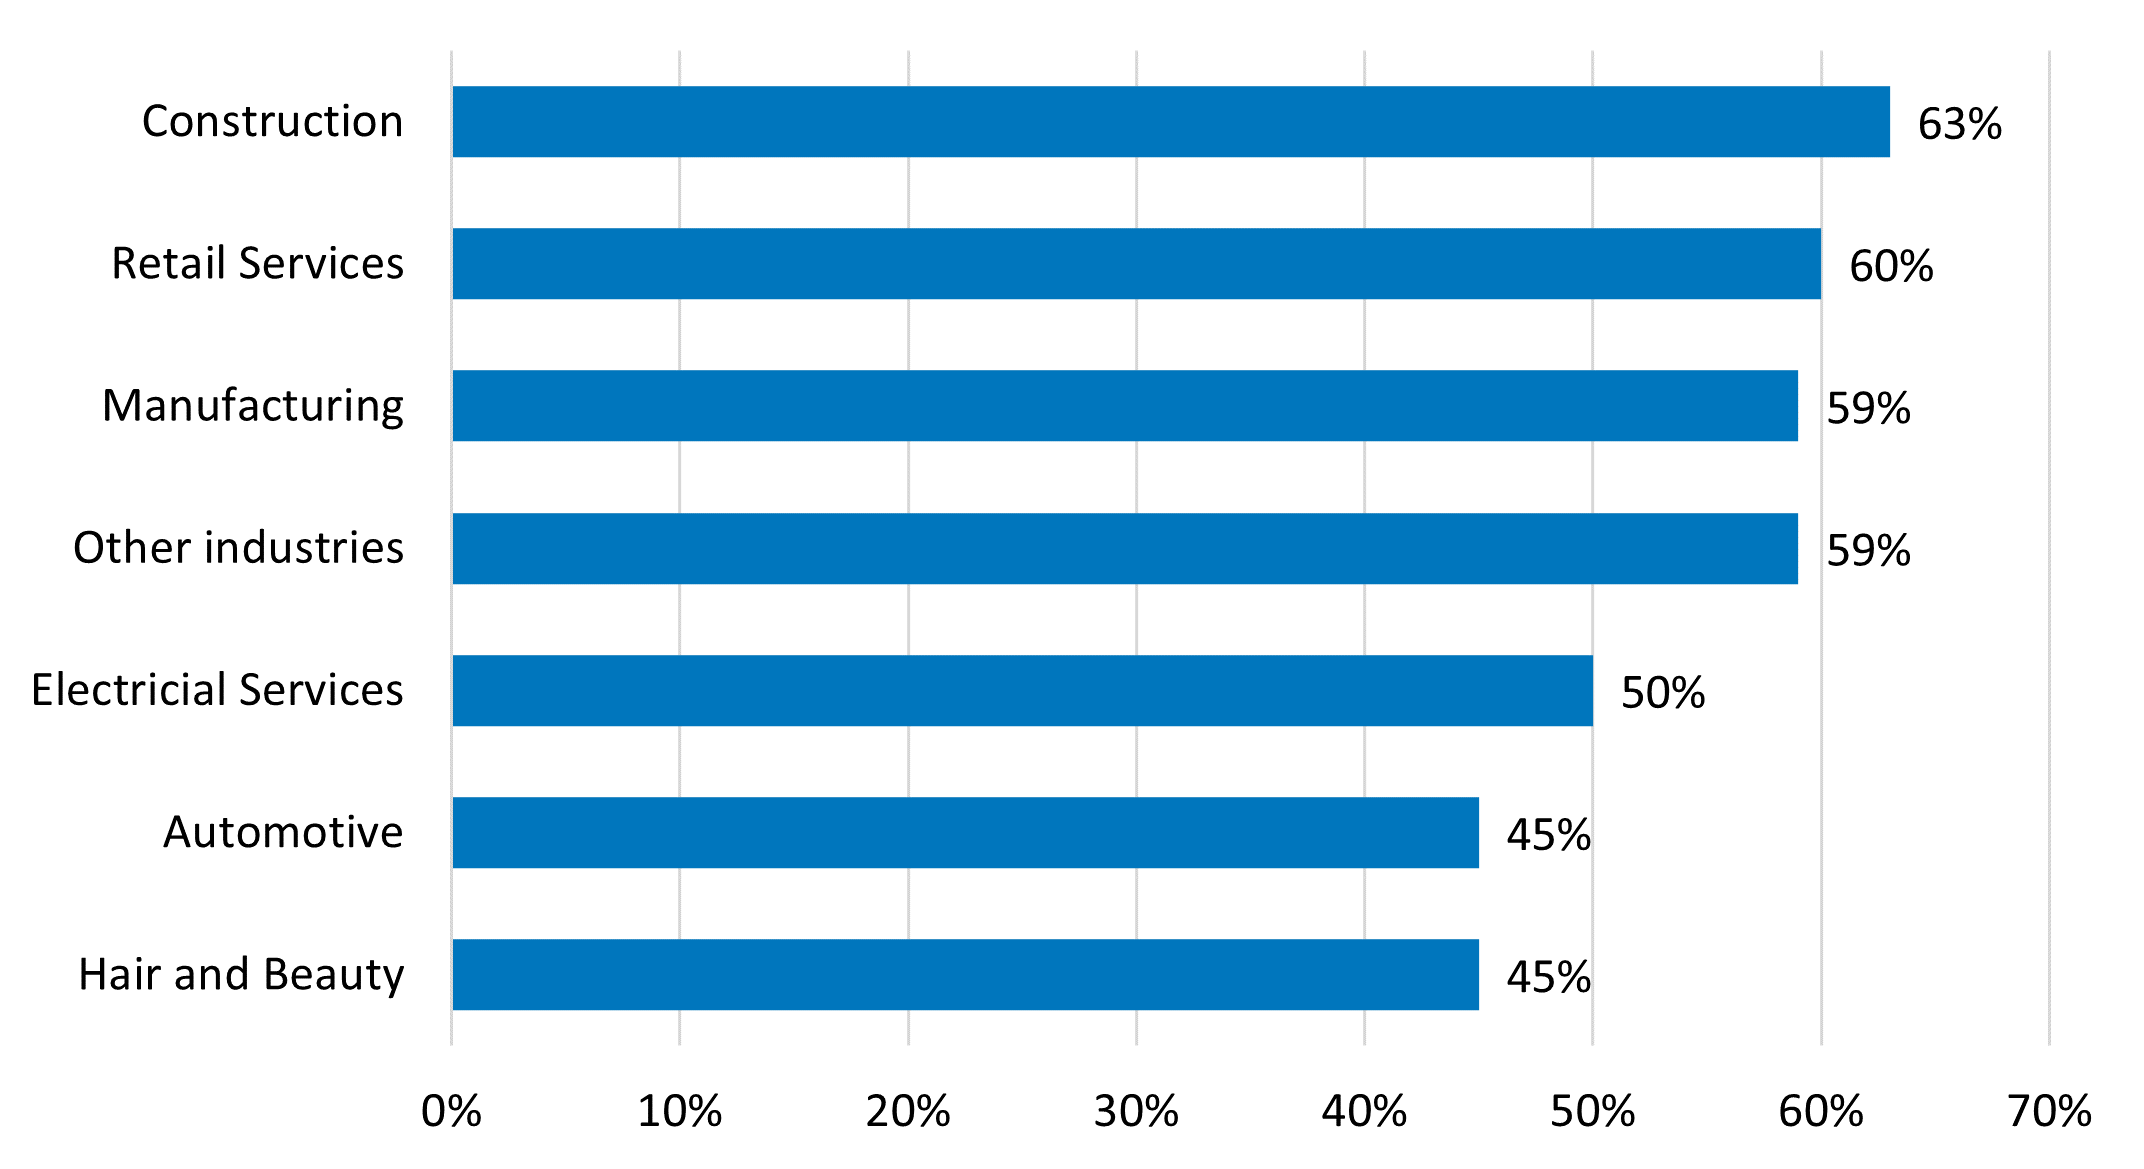 Construction 63%
Retail Services 60%
Manufacturing 59%
Other industries 59%
Electricial Services 50%
Automotive 45%
Hair and Beauty 45%
0% 10% 20% 30% 40% 50% 60% 70%